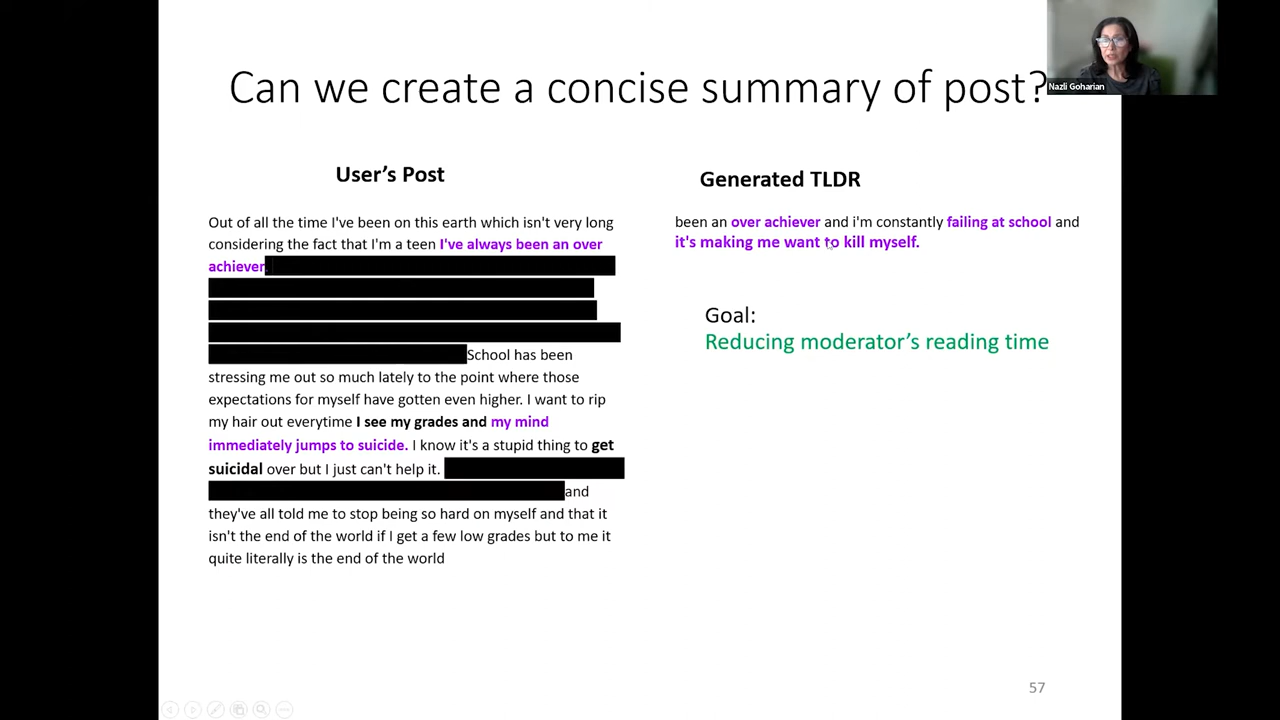 Can we create a concise summary of post?
Nazli Goharian
User's Post
Out of all the time I've been on this earth which isn't very long
considering the fact that I'm a teen I've always been an over
achiever.
School has been
stressing me out so much lately to the point where those
expectations for myself have gotten even higher. I want to rip
my hair out everytime I see my grades and my mind
immediately jumps to suicide. I know it's a stupid thing to get
suicidal over but I just can't help it.
and
they've all told me to stop being so hard on myself and that it
isn't the end of the world if I get a few low grades but to me it
quite literally is the end of the world
Generated TLDR
been an over achiever and i'm constantly failing at school and
it's making me want to kill myself.
Goal:
Reducing moderator's reading time
57